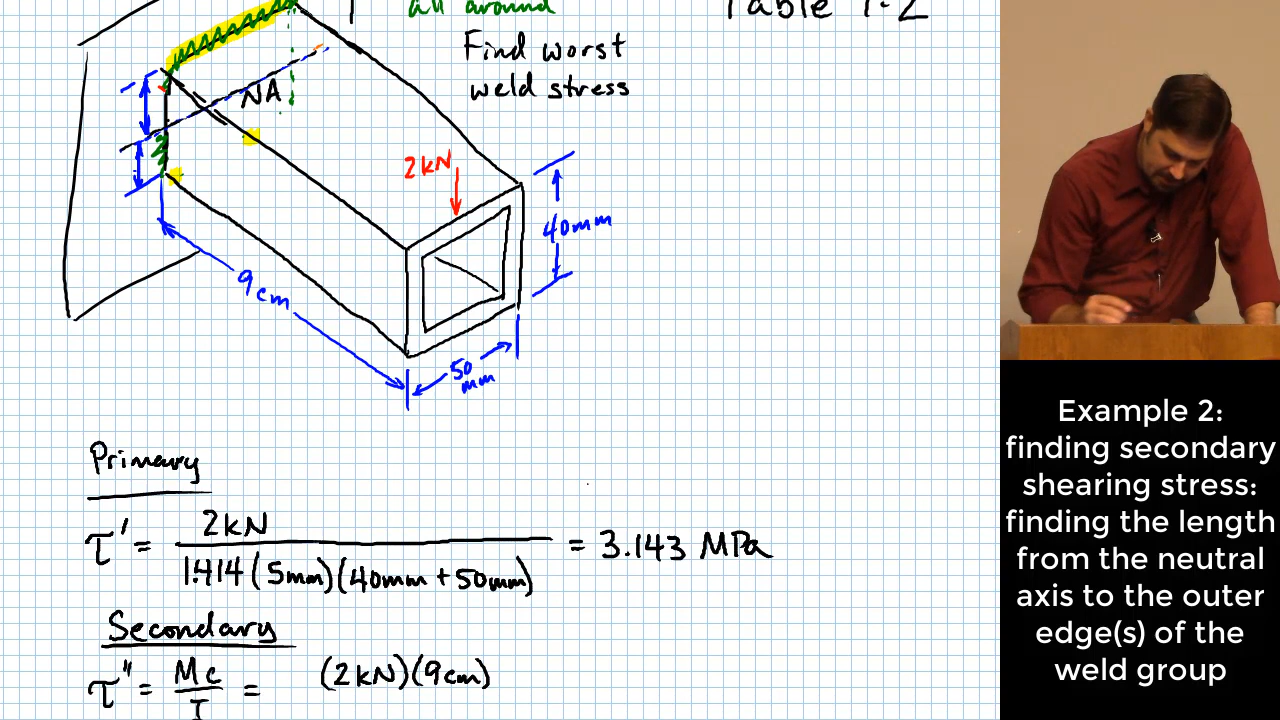 all around
Table
Find worst
weld stress
NA
2kN
40mm
9cm
50
mm
Primary
τ' = 2kN / 1.414(5mm)(40mm + 50mm) = 3.143 MPa
Secondary
τ" = Mc / I = (2kN)(9cm)
Example 2:
finding secondary
shearing stress:
finding the length
from the neutral
axis to the outer
edge(s) of the
weld group